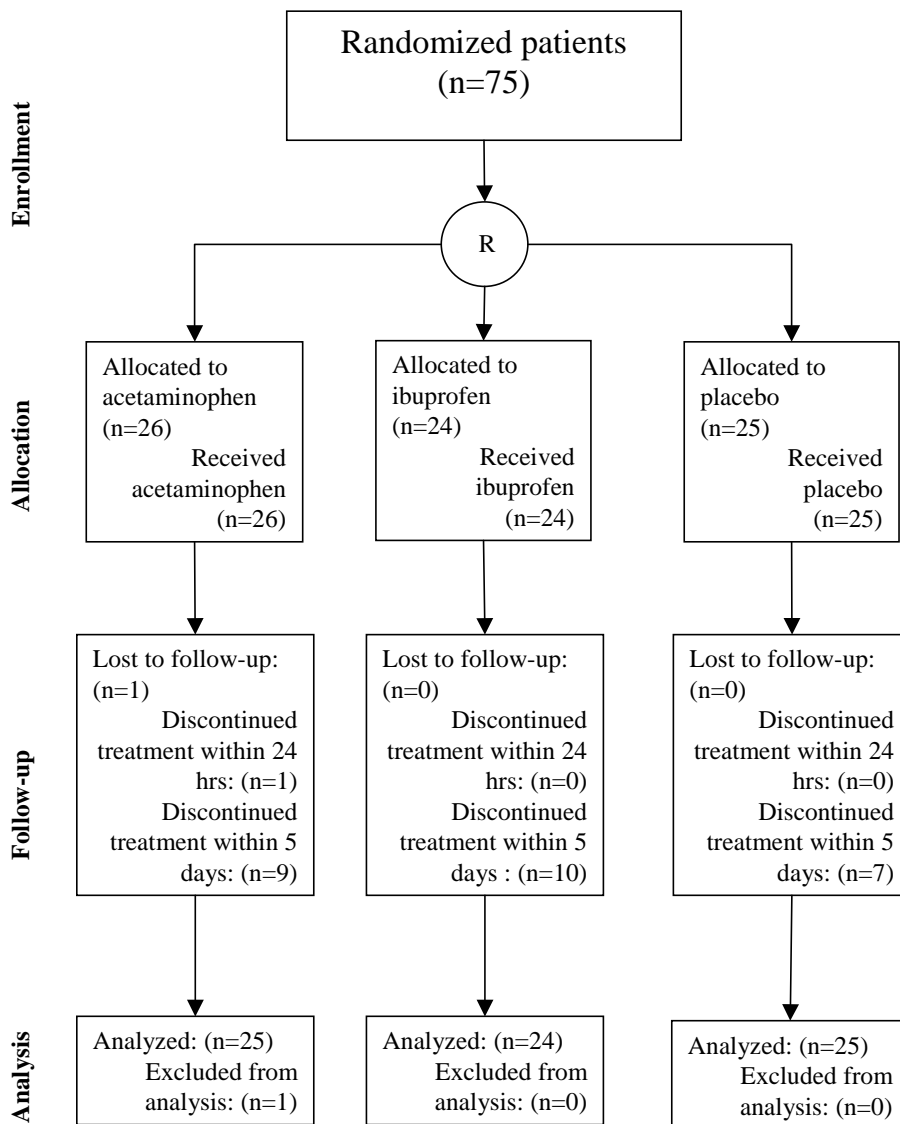 Randomized patients
(n=75)
Enrollment
R
Allocation
Allocated to
acetaminophen
(n=26)
Received
acetaminophen
(n=26)
Allocated to
ibuprofen
(n=24)
Received
ibuprofen
(n=24)
Allocated to
placebo
(n=25)
Received
placebo
(n=25)
Follow-up
Lost to follow-up:
(n=1)
Discontinued
treatment within 24
hrs: (n=1)
Discontinued
treatment within 5
days: (n=9)
Lost to follow-up:
(n=0)
Discontinued
treatment within 24
hrs: (n=0)
Discontinued
treatment within 5
days : (n=10)
Lost to follow-up:
(n=0)
Discontinued
treatment within 24
hrs: (n=0)
Discontinued
treatment within 5
days: (n=7)
Analysis
Analyzed: (n=25)
Excluded from
analysis: (n=1)
Analyzed: (n=24)
Excluded from
analysis: (n=0)
Analyzed: (n=25)
Excluded from
analysis: (n=0)